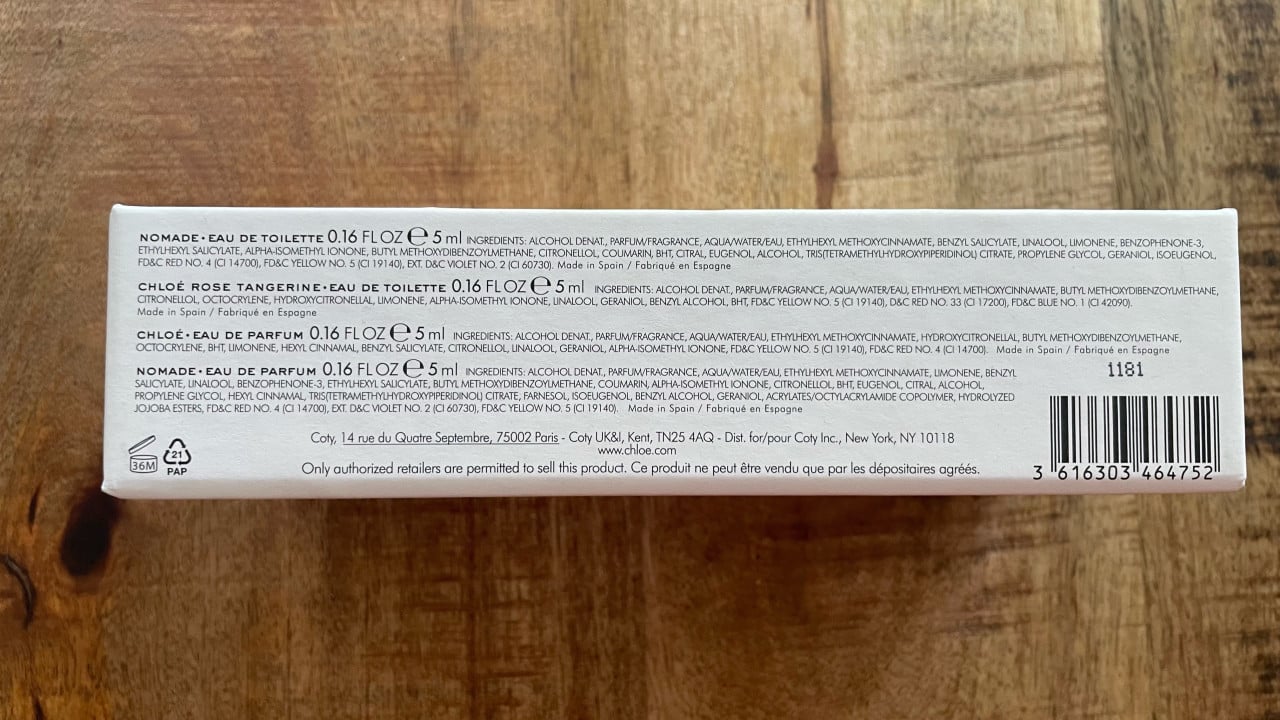 NOMADE • EAU DE TOILETTE 0.16 FL OZ ℮ 5 ml INGREDIENTS: ALCOHOL DENAT., PARFUM/FRAGRANCE, AQUA/WATER/EAU, ETHYLHEXYL METHOXYCINNAMATE, BENZYL SALICYLATE, LINALOOL, LIMONENE, BENZOPHENONE-3,
ETHYLHEXYL SALICYLATE, ALPHA-ISOMETHYL IONONE, BUTYL METHOXYDIBENZOYLMETHANE, CITRONELLOL, COUMARIN, BHT, CITRAL, EUGENOL, ALCOHOL, TRIS(TETRAMETHYLHYDROXYPIPERIDINOL) CITRATE, PROPYLENE GLYCOL, GERANIOL, ISOEUGENOL,
FD&C RED NO. 4 (CI 14700), FD&C YELLOW NO. 5 (CI 19140), EXT. D&C VIOLET NO. 2 (CI 60730). Made in Spain / Fabriqué en Espagne
CHLOÉ ROSE TANGERINE • EAU DE TOILETTE 0.16 FL OZ ℮ 5 ml INGREDIENTS: ALCOHOL DENAT., PARFUM/FRAGRANCE, AQUA/WATER/EAU, ETHYLHEXYL METHOXYCINNAMATE, BUTYL METHOXYDIBENZOYLMETHANE,
CITRONELLOL, OCTOCRYLENE, HYDROXYCITRONELLAL, LIMONENE, ALPHA-ISOMETHYL IONONE, LINALOOL, GERANIOL, BENZYL ALCOHOL, BHT, FD&C YELLOW NO. 5 (CI 19140), D&C RED NO. 33 (CI 17200), FD&C BLUE NO. 1 (CI 42090).
Made in Spain / Fabriqué en Espagne
CHLOÉ • EAU DE PARFUM 0.16 FL OZ ℮ 5 ml INGREDIENTS: ALCOHOL DENAT., PARFUM/FRAGRANCE, AQUA/WATER/EAU, ETHYLHEXYL METHOXYCINNAMATE, HYDROXYCITRONELLAL, BUTYL METHOXYDIBENZOYLMETHANE,
OCTOCRYLENE, BHT, LIMONENE, HEXYL CINNAMAL, BENZYL SALICYLATE, CITRONELLOL, LINALOOL, GERANIOL, ALPHA-ISOMETHYL IONONE, FD&C YELLOW NO. 5 (CI 19140), FD&C RED NO. 4 (CI 14700). Made in Spain / Fabriqué en Espagne
NOMADE • EAU DE PARFUM 0.16 FL OZ ℮ 5 ml INGREDIENTS: ALCOHOL DENAT., PARFUM/FRAGRANCE, AQUA/WATER/EAU, ETHYLHEXYL METHOXYCINNAMATE, LIMONENE, BENZYL
SALICYLATE, LINALOOL, BENZOPHENONE-3, ETHYLHEXYL SALICYLATE, BUTYL METHOXYDIBENZOYLMETHANE, COUMARIN, ALPHA-ISOMETHYL IONONE, CITRONELLOL, BHT, EUGENOL, CITRAL, ALCOHOL,
PROPYLENE GLYCOL, HEXYL CINNAMAL, TRIS(TETRAMETHYLHYDROXYPIPERIDINOL) CITRATE, FARNESOL, ISOEUGENOL, BENZYL ALCOHOL, GERANIOL, ACRYLATES/OCTYLACRYLAMIDE COPOLYMER, HYDROLYZED
JOJOBA ESTERS, FD&C RED NO. 4 (CI 14700), EXT. D&C VIOLET NO. 2 (CI 60730), FD&C YELLOW NO. 5 (CI 19140). Made in Spain / Fabriqué en Espagne
1181
Coty, 14 rue du Quatre Septembre, 75002 Paris - Coty UK&I, Kent, TN25 4AQ - Dist. for/pour Coty Inc., New York, NY 10118
www.chloe.com
Only authorized retailers are permitted to sell this product. Ce produit ne peut être vendu que par les dépositaires agréés.
36M
21
PAP
3 616303 464752